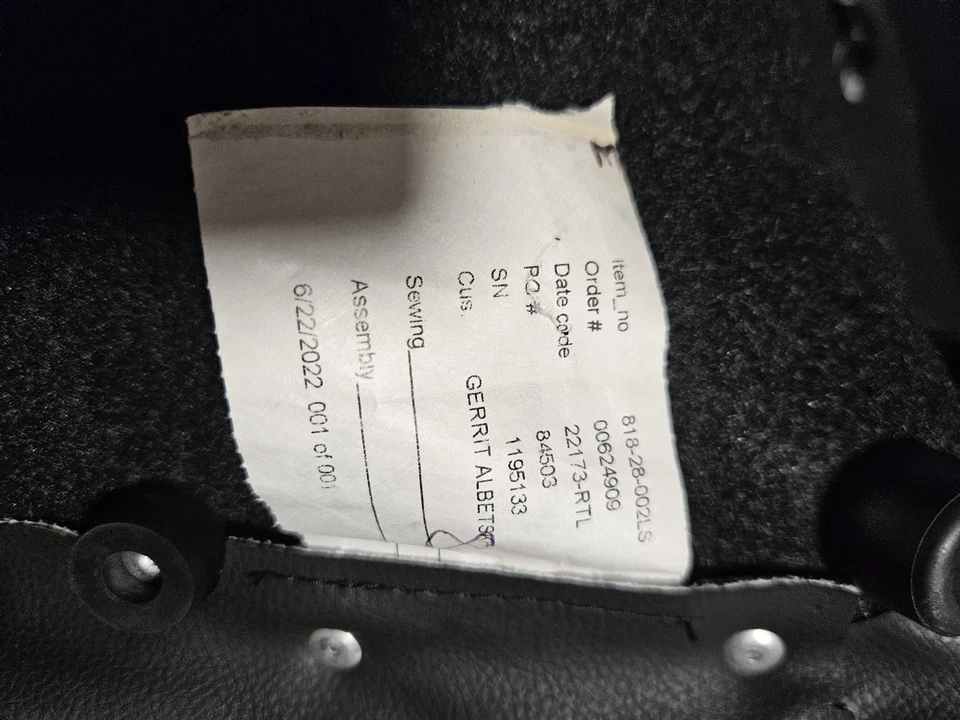 Item_no 818-28-002LS
Order # 00624909
Date code 22173-RTL
PO # 84503
SN 1195133
Cus. GERRIT ALBETS
Sewing
Assembly
6/22/2022 001 of 001